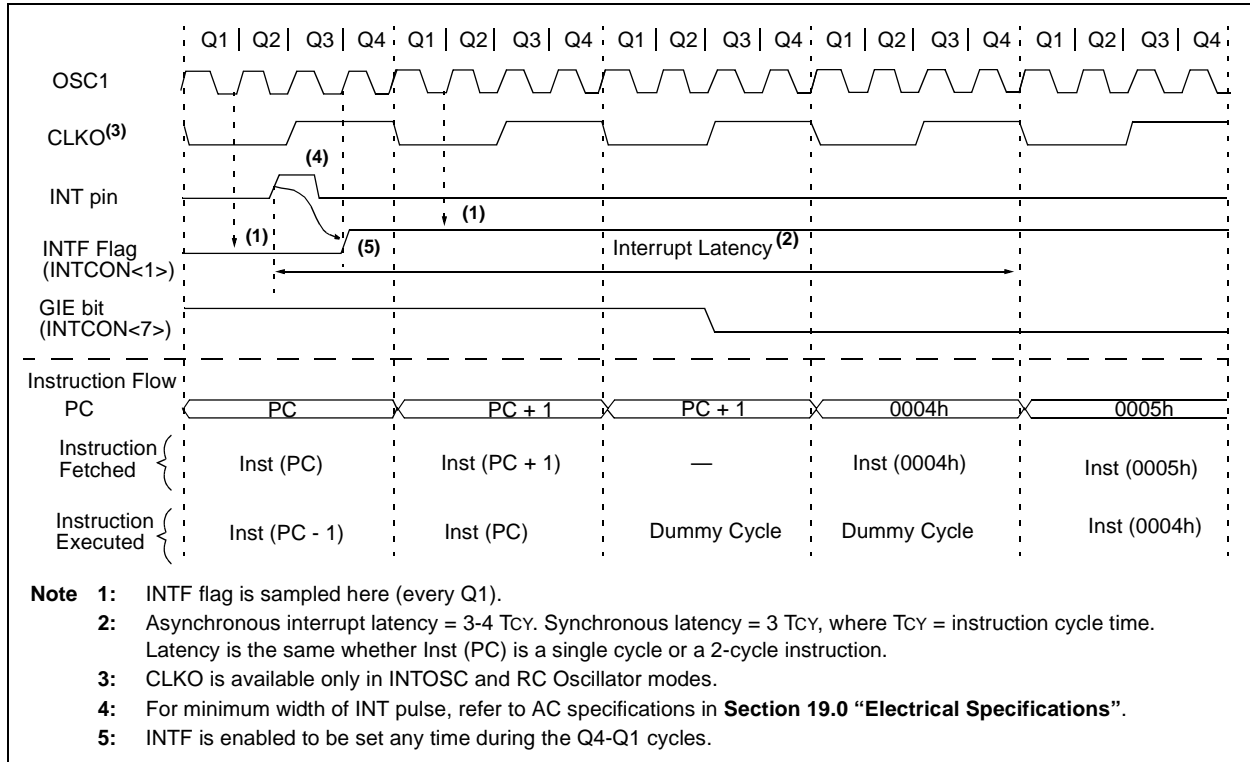 Q1 | Q2 | Q3 | Q4 Q1 | Q2 | Q3 | Q4 Q1 | Q2 | Q3 | Q4 Q1 | Q2 | Q3 | Q4 Q1 | Q2 | Q3 | Q4
OSC1
CLKO(3)
(4)
INT pin
(1)
(1)
INTF Flag
(INTCON<1>)
(5)
Interrupt Latency (2)
GIE bit
(INTCON<7>)
Instruction Flow
PC PC PC + 1 PC + 1 0004h 0005h
Instruction
Fetched
Inst (PC) Inst (PC + 1) — Inst (0004h) Inst (0005h)
Instruction
Executed
Inst (PC - 1) Inst (PC) Dummy Cycle Dummy Cycle Inst (0004h)
Note 1: INTF flag is sampled here (every Q1).
2: Asynchronous interrupt latency = 3-4 TCY. Synchronous latency = 3 TCY, where TCY = instruction cycle time.
Latency is the same whether Inst (PC) is a single cycle or a 2-cycle instruction.
3: CLKO is available only in INTOSC and RC Oscillator modes.
4: For minimum width of INT pulse, refer to AC specifications in Section 19.0 “Electrical Specifications”.
5: INTF is enabled to be set any time during the Q4-Q1 cycles.